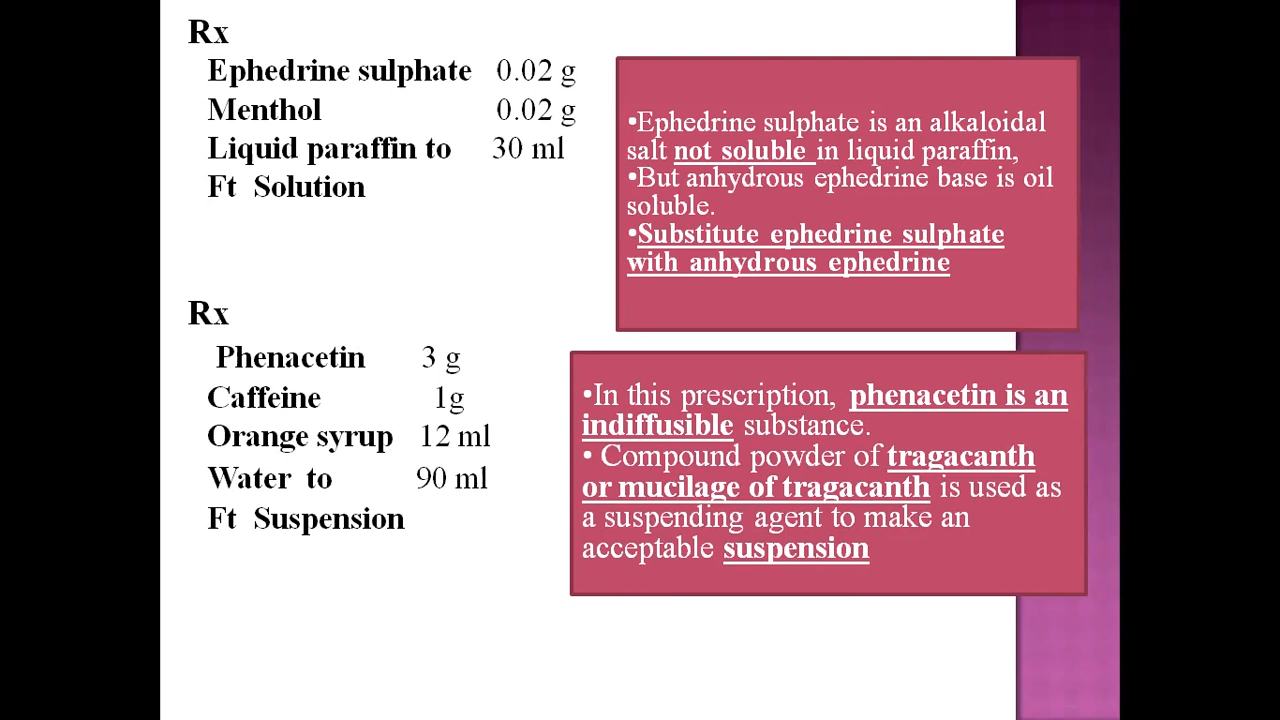 Rx
Ephedrine sulphate 0.02 g
Menthol 0.02 g
Liquid paraffin to 30 ml
Ft Solution
•Ephedrine sulphate is an alkaloidal
salt not soluble in liquid paraffin,
•But anhydrous ephedrine base is oil
soluble.
•Substitute ephedrine sulphate
with anhydrous ephedrine
Rx
Phenacetin 3 g
Caffeine 1g
Orange syrup 12 ml
Water to 90 ml
Ft Suspension
•In this prescription, phenacetin is an
indiffusible substance.
• Compound powder of tragacanth
or mucilage of tragacanth is used as
a suspending agent to make an
acceptable suspension